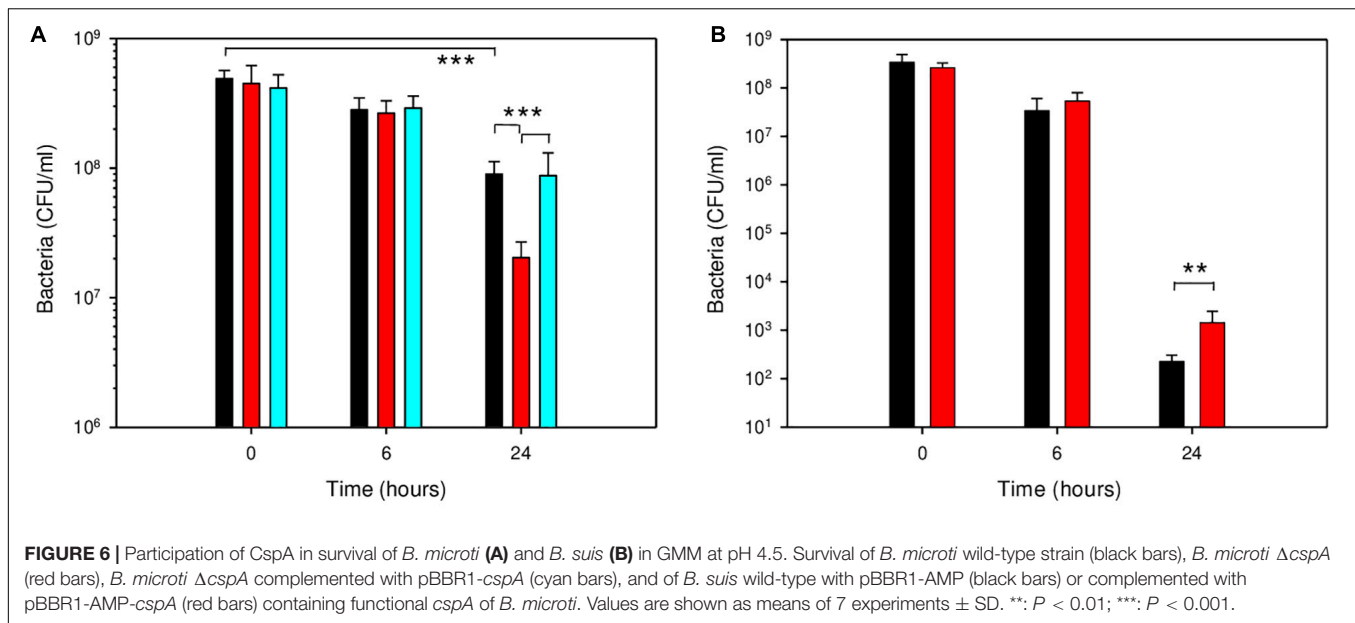 A
B
10⁹
10⁸
10⁷
10⁶
Bacteria (CFU/ml)
***
***
0
6
24
Time (hours)
10⁹
10⁸
10⁷
10⁶
10⁵
10⁴
10³
10²
10¹
Bacteria (CFU/ml)
**
0
6
24
Time (hours)
FIGURE 6 | Participation of CspA in survival of B. microti (A) and B. suis (B) in GMM at pH 4.5. Survival of B. microti wild-type strain (black bars), B. microti ΔcspA
(red bars), B. microti ΔcspA complemented with pBBR1-cspA (cyan bars), and of B. suis wild-type with pBBR1-AMP (black bars) or complemented with
pBBR1-AMP-cspA (red bars) containing functional cspA of B. microti. Values are shown as means of 7 experiments ± SD. **: P < 0.01; ***: P < 0.001.